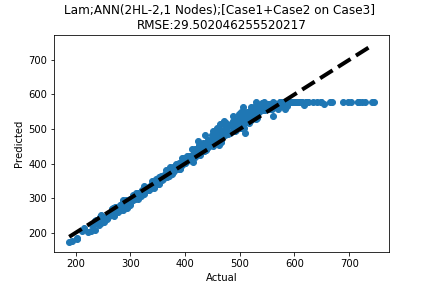 Lam;ANN(2HL-2,1 Nodes);[Case1+Case2 on Case3]
RMSE:29.502046255520217
700
600
500
400
300
200
Predicted
200 300 400 500 600 700
Actual